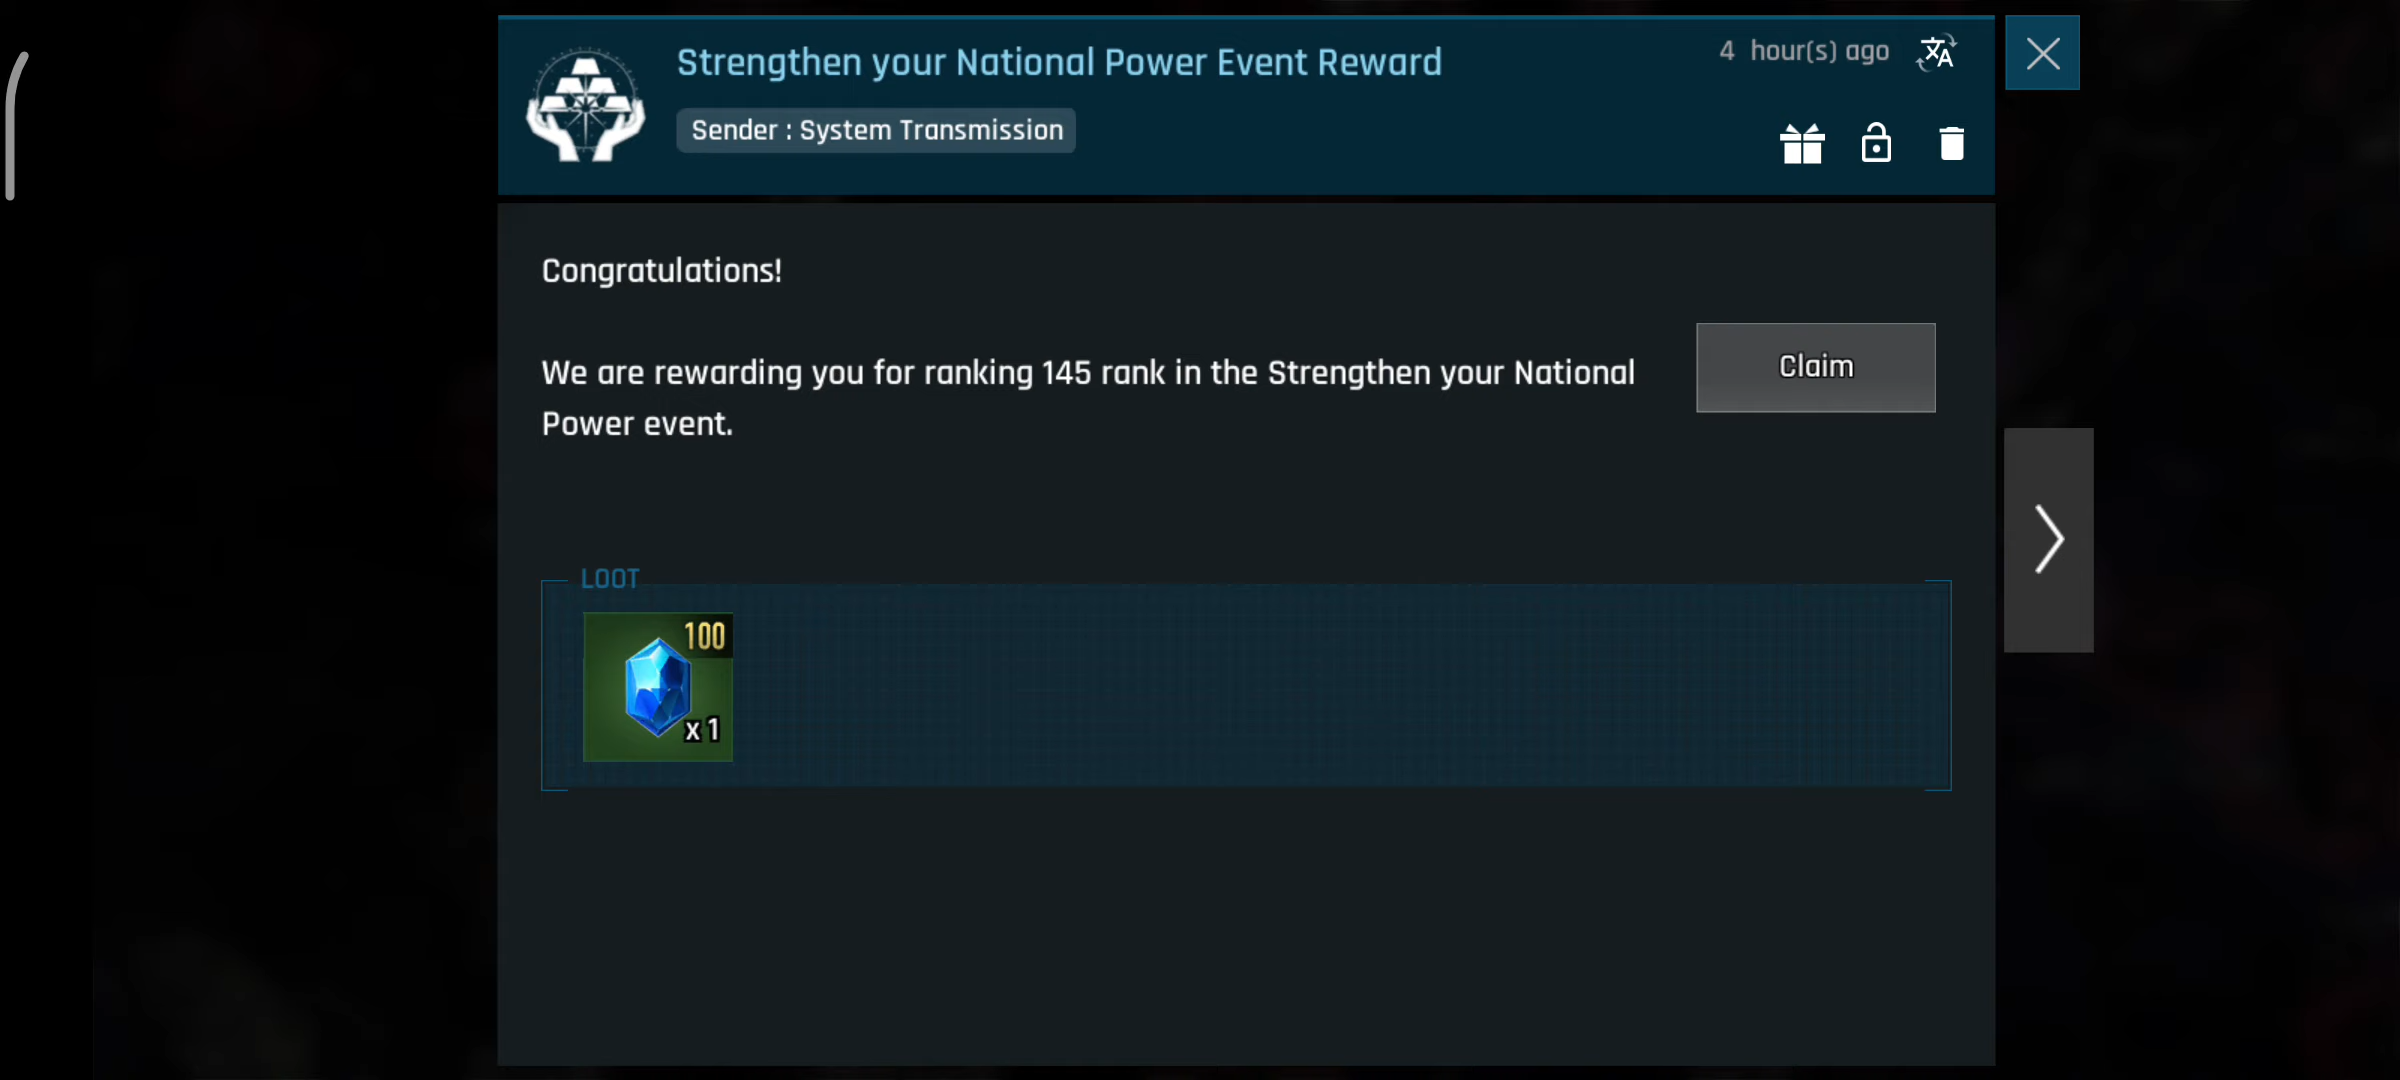 Strengthen your National Power Event Reward
4 hour(s) ago
Sender : System Transmission
Congratulations!
We are rewarding you for ranking 145 rank in the Strengthen your National
Power event.
Claim
LOOT
100
x 1